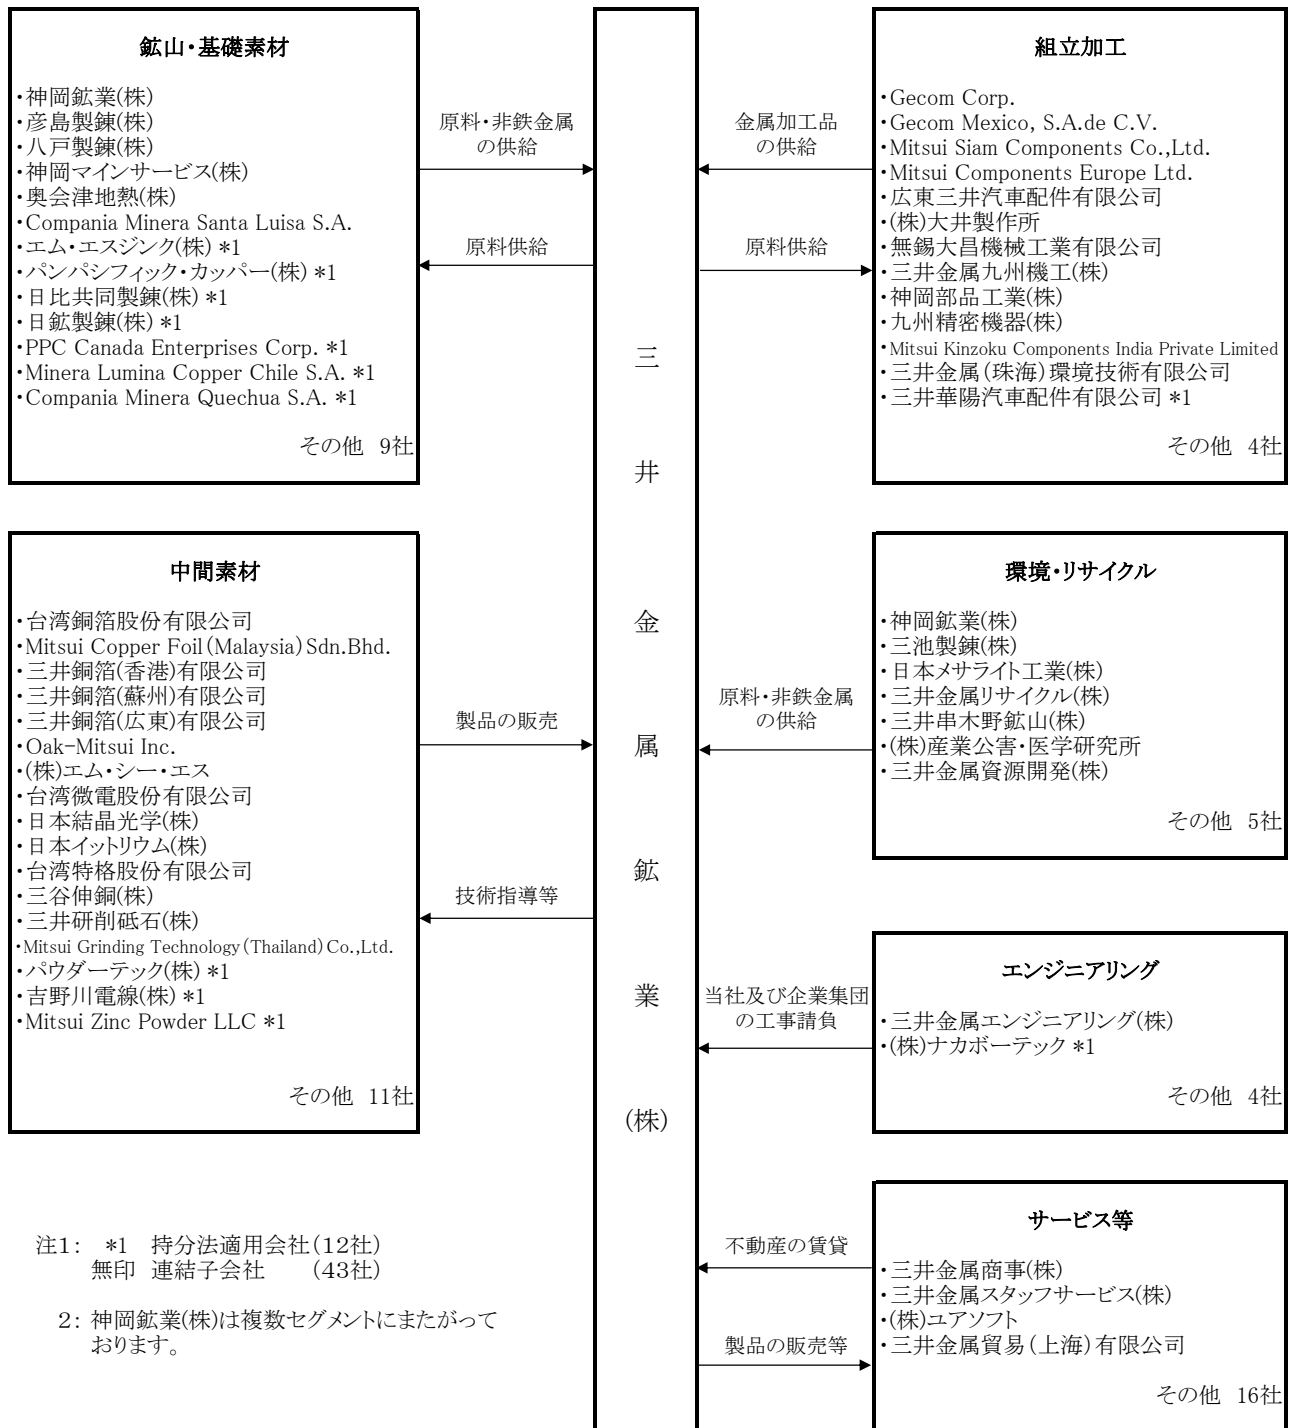 鉱山・基礎素材
・神岡鉱業(株)
・彦島製錬(株)
・八戸製錬(株)
・神岡マインサービス(株)
・奥会津地熱(株)
・Compania Minera Santa Luisa S.A.
・エム・エスジンク(株) *1
・パンパシフィック・カッパー(株) *1
・日比共同製錬(株) *1
・日鉱製錬(株) *1
・PPC Canada Enterprises Corp. *1
・Minera Lumina Copper Chile S.A. *1
・Compania Minera Quechua S.A. *1
その他 9社
原料・非鉄金属
の供給
原料供給
中間素材
・台湾銅箔股份有限公司
・Mitsui Copper Foil(Malaysia)Sdn.Bhd.
・三井銅箔(香港)有限公司
・三井銅箔(蘇州)有限公司
・三井銅箔(広東)有限公司
・Oak-Mitsui Inc.
・(株)エム・シー・エス
・台湾微電股份有限公司
・日本結晶光学(株)
・日本イットリウム(株)
・台湾特格股份有限公司
・三谷伸銅(株)
・三井研削砥石(株)
・Mitsui Grinding Technology(Thailand)Co.,Ltd.
・パウダーテック(株) *1
・吉野川電線(株) *1
・Mitsui Zinc Powder LLC *1
その他 11社
製品の販売
技術指導等
三
井
金
属
鉱
業
(株)
金属加工品
の供給
原料供給
組立加工
・Gecom Corp.
・Gecom Mexico, S.A.de C.V.
・Mitsui Siam Components Co.,Ltd.
・Mitsui Components Europe Ltd.
・広東三井汽車配件有限公司
・(株)大井製作所
・無錫大昌機械工業有限公司
・三井金属九州機工(株)
・神岡部品工業(株)
・九州精密機器(株)
・Mitsui Kinzoku Components India Private Limited
・三井金属(珠海)環境技術有限公司
・三井華陽汽車配件有限公司 *1
その他 4社
原料・非鉄金属
の供給
環境・リサイクル
・神岡鉱業(株)
・三池製錬(株)
・日本メサライト工業(株)
・三井金属リサイクル(株)
・三井串木野鉱山(株)
・(株)産業公害・医学研究所
・三井金属資源開発(株)
その他 5社
当社及び企業集団
の工事請負
エンジニアリング
・三井金属エンジニアリング(株)
・(株)ナカボーテック *1
その他 4社
不動産の賃貸
製品の販売等
サービス等
・三井金属商事(株)
・三井金属スタッフサービス(株)
・(株)ユアソフト
・三井金属貿易(上海)有限公司
その他 16社
注1: *1 持分法適用会社(12社)
無印 連結子会社 (43社)
2: 神岡鉱業(株)は複数セグメントにまたがって
おります。